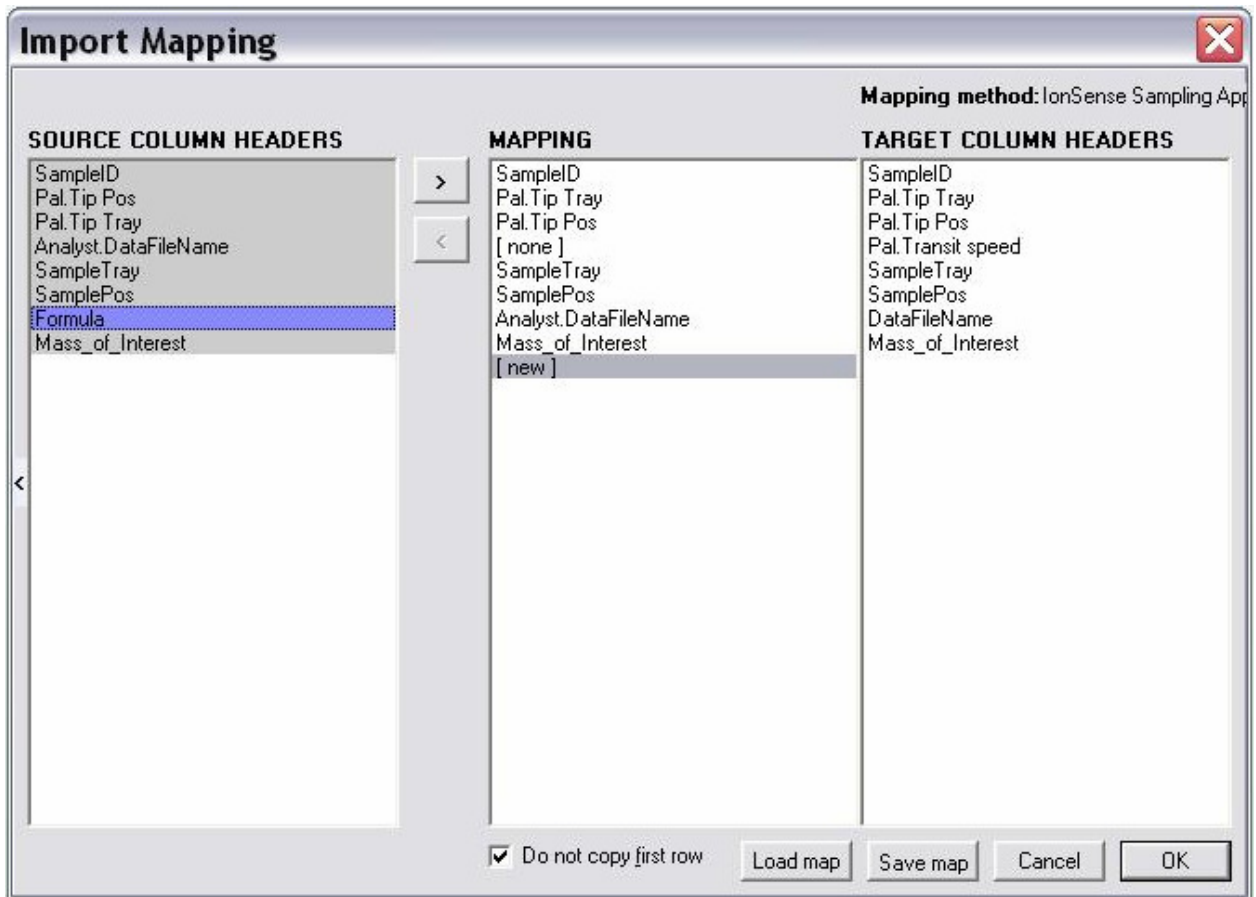 Import Mapping
Mapping method: IonSense Sampling App
SOURCE COLUMN HEADERS
SampleID
Pal.Tip Pos
Pal.Tip Tray
Analyst.DataFileName
SampleTray
SamplePos
Formula
Mass_of_Interest
>
<
<
MAPPING
SampleID
Pal.Tip Tray
Pal.Tip Pos
[ none ]
SampleTray
SamplePos
Analyst.DataFileName
Mass_of_Interest
[ new ]
TARGET COLUMN HEADERS
SampleID
Pal.Tip Tray
Pal.Tip Pos
Pal.Transit speed
SampleTray
SamplePos
DataFileName
Mass_of_Interest
Do not copy first row
Load map
Save map
Cancel
OK